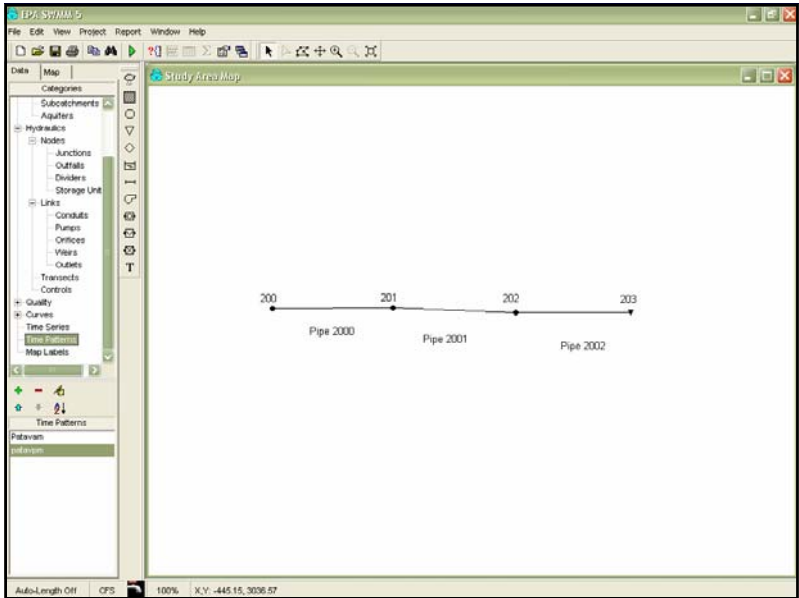 EPA SWMM 5
File Edit View Project Report Window Help
Data Map
Categories
Subcatchments
Aquifers
Hydraulics
Nodes
Junctions
Outfalls
Dividers
Storage Unit
Links
Conduits
Pumps
Orifices
Weirs
Outlets
Transects
Controls
Quality
Curves
Time Series
Time Patterns
Map Labels
Time Patterns
Patavam
patavpm
Study Area Map
200 201 202 203
Pipe 2000
Pipe 2001
Pipe 2002
T
Auto-Length Off CFS 100% X,Y: -445.15, 3036.57